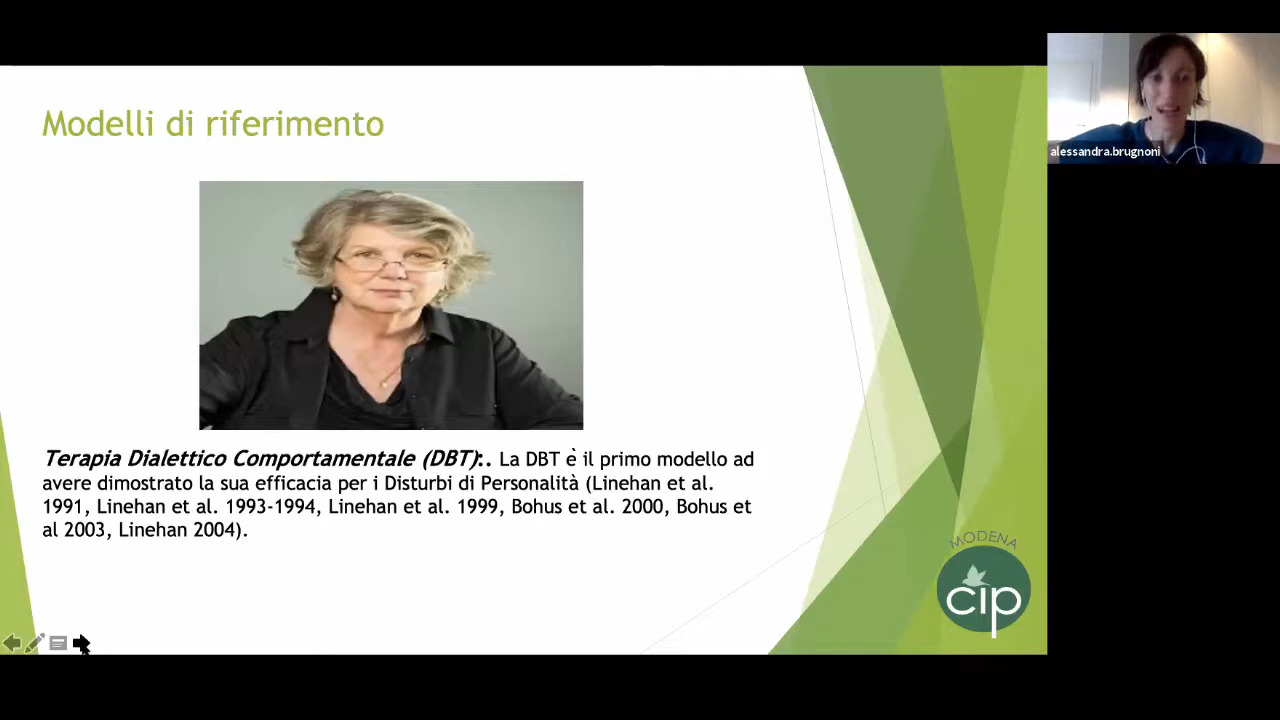 Modelli di riferimento
alessandra.brugnoni
Terapia Dialettico Comportamentale (DBT):. La DBT è il primo modello ad
avere dimostrato la sua efficacia per i Disturbi di Personalità (Linehan et al.
1991, Linehan et al. 1993-1994, Linehan et al. 1999, Bohus et al. 2000, Bohus et
al 2003, Linehan 2004).
MODENA
cip